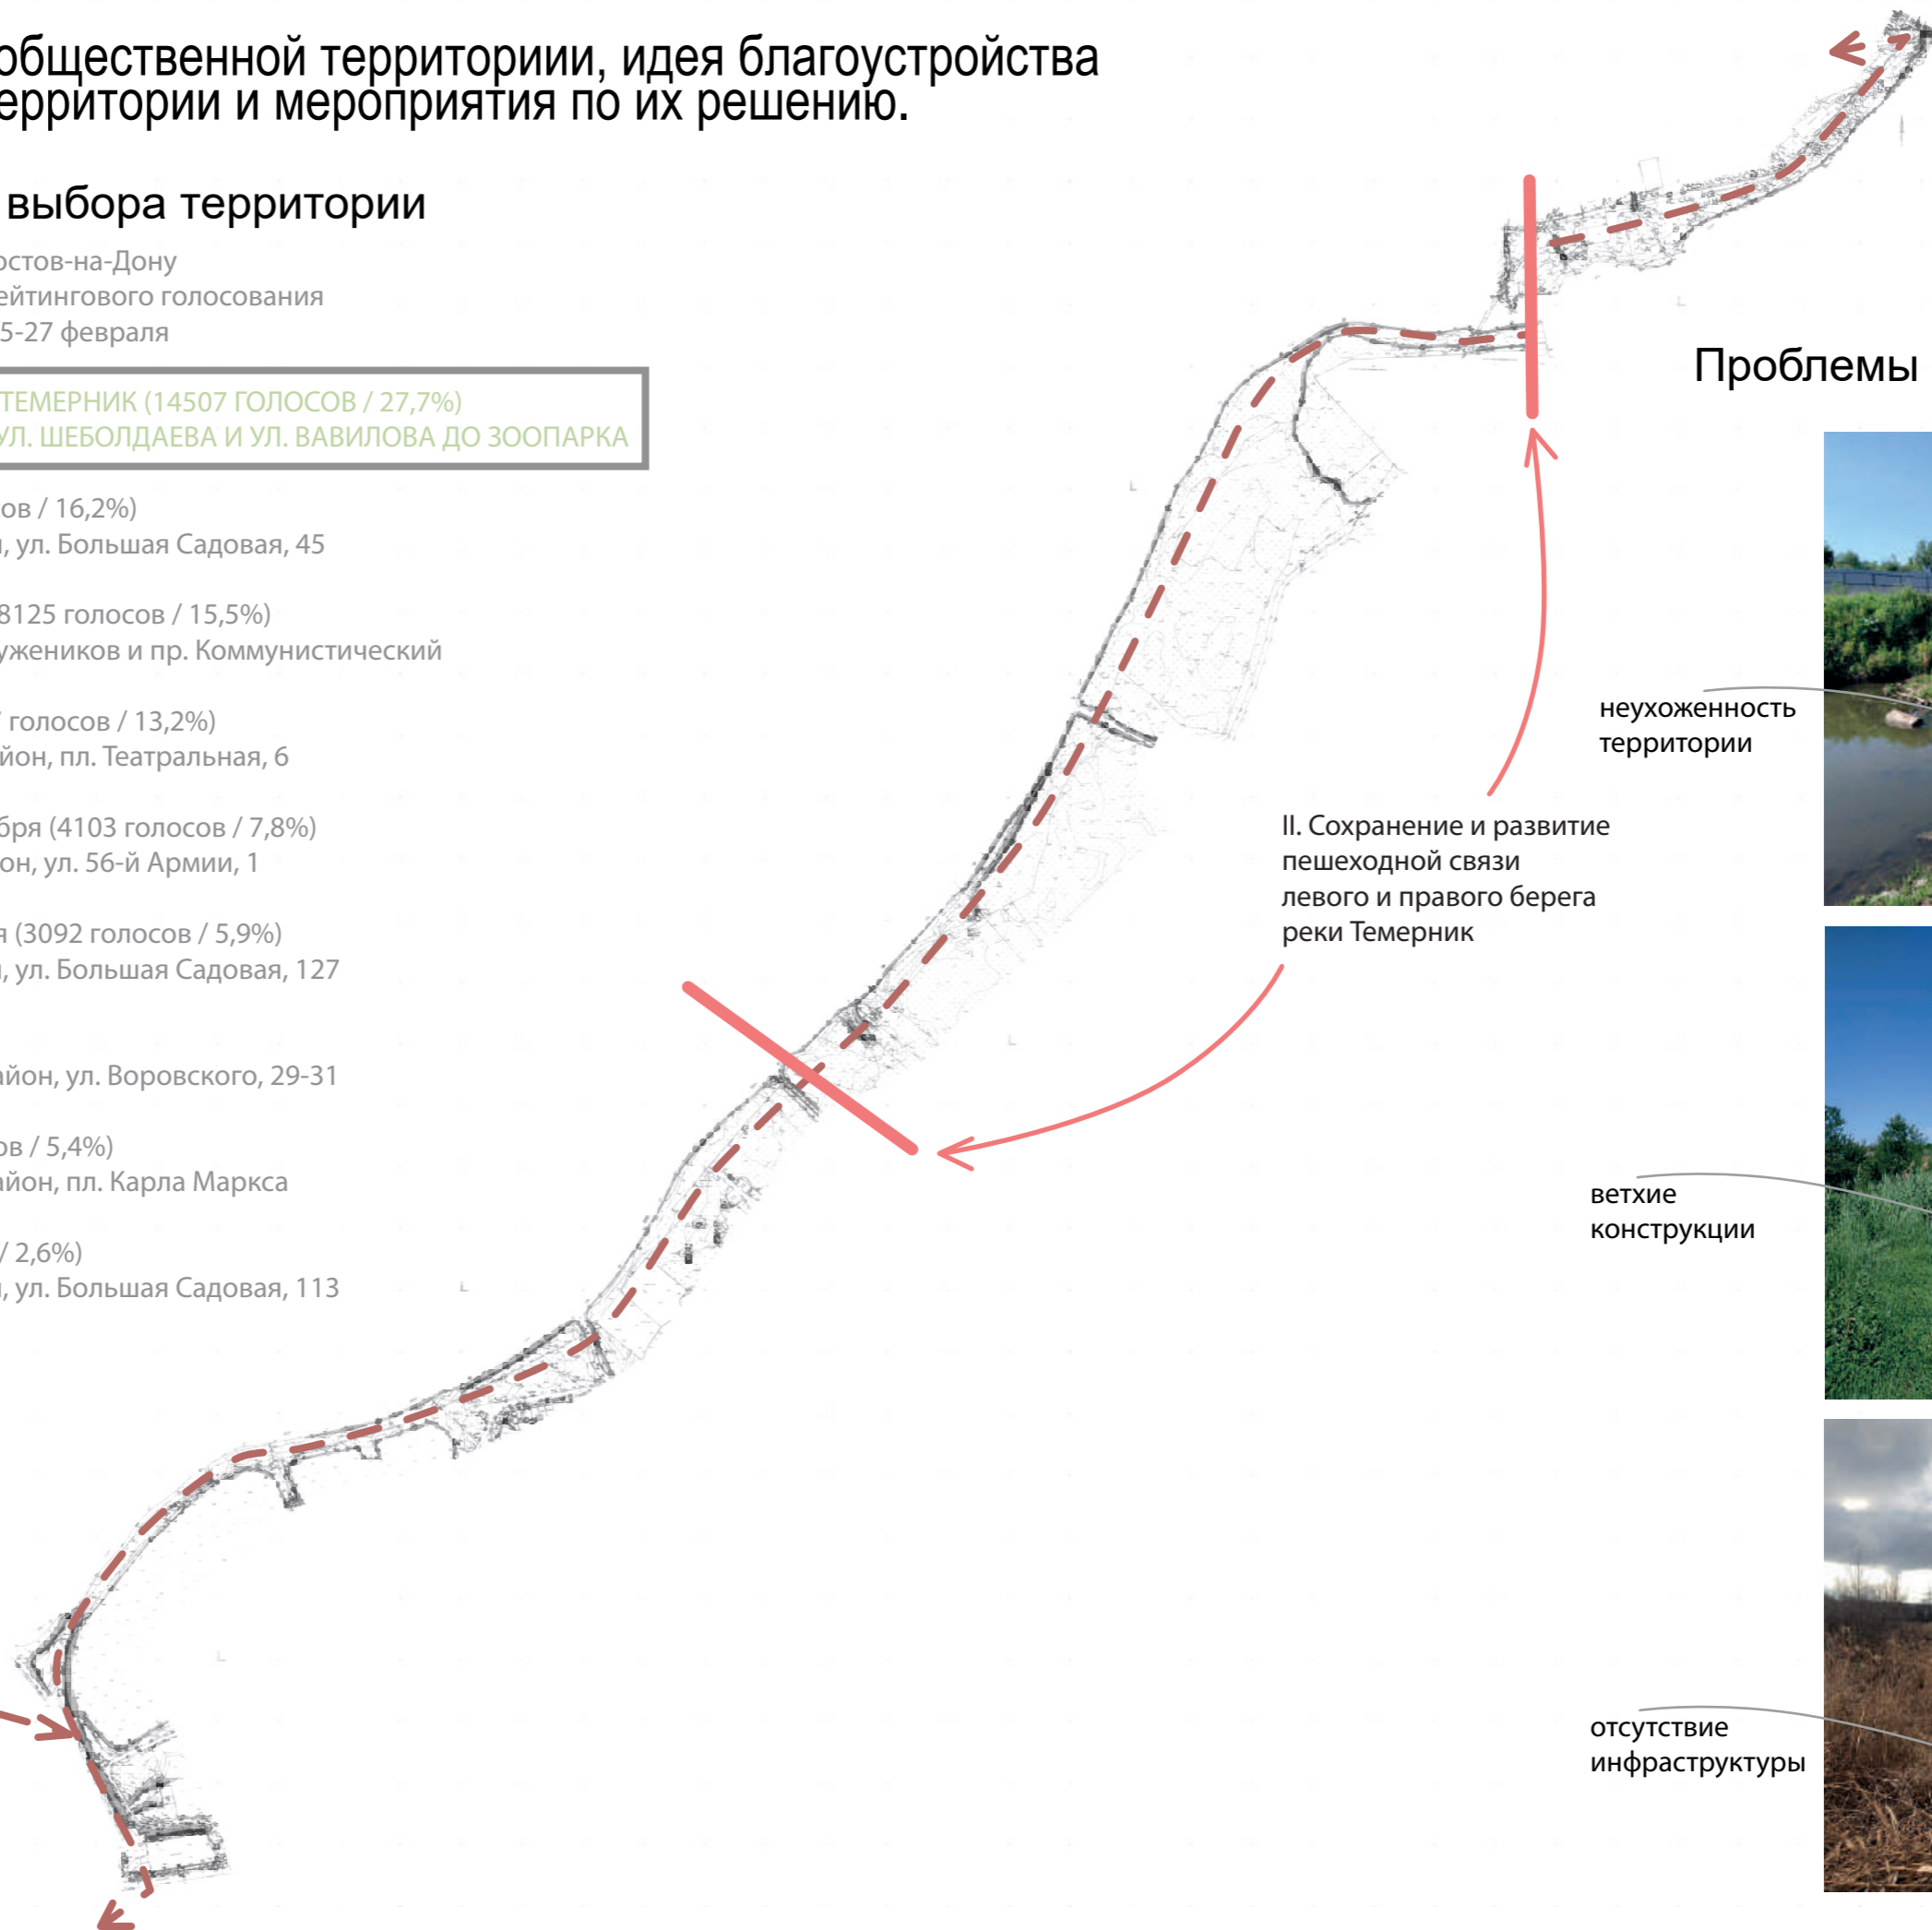 общественной территориии, идея благоустройства
ерритории и мероприятия по их решению.
выбора территории
остов-на-Дону
ейтингового голосования
5-27 февраля
ТЕМЕРНИК (14507 ГОЛОСОВ / 27,7%)
УЛ. ШЕБОЛДАЕВА И УЛ. ВАВИЛОВА ДО ЗООПАРКА
ов / 16,2%)
, ул. Большая Садовая, 45
8125 голосов / 15,5%)
ужеников и пр. Коммунистический
голосов / 13,2%)
йон, пл. Театральная, 6
бря (4103 голосов / 7,8%)
он, ул. 56-й Армии, 1
я (3092 голосов / 5,9%)
, ул. Большая Садовая, 127
айон, ул. Воровского, 29-31
ов / 5,4%)
айон, пл. Карла Маркса
/ 2,6%)
, ул. Большая Садовая, 113
II. Сохранение и развитие
пешеходной связи
левого и правого берега
реки Темерник
Проблемы
неухоженность
территории
ветхие
конструкции
отсутствие
инфраструктуры